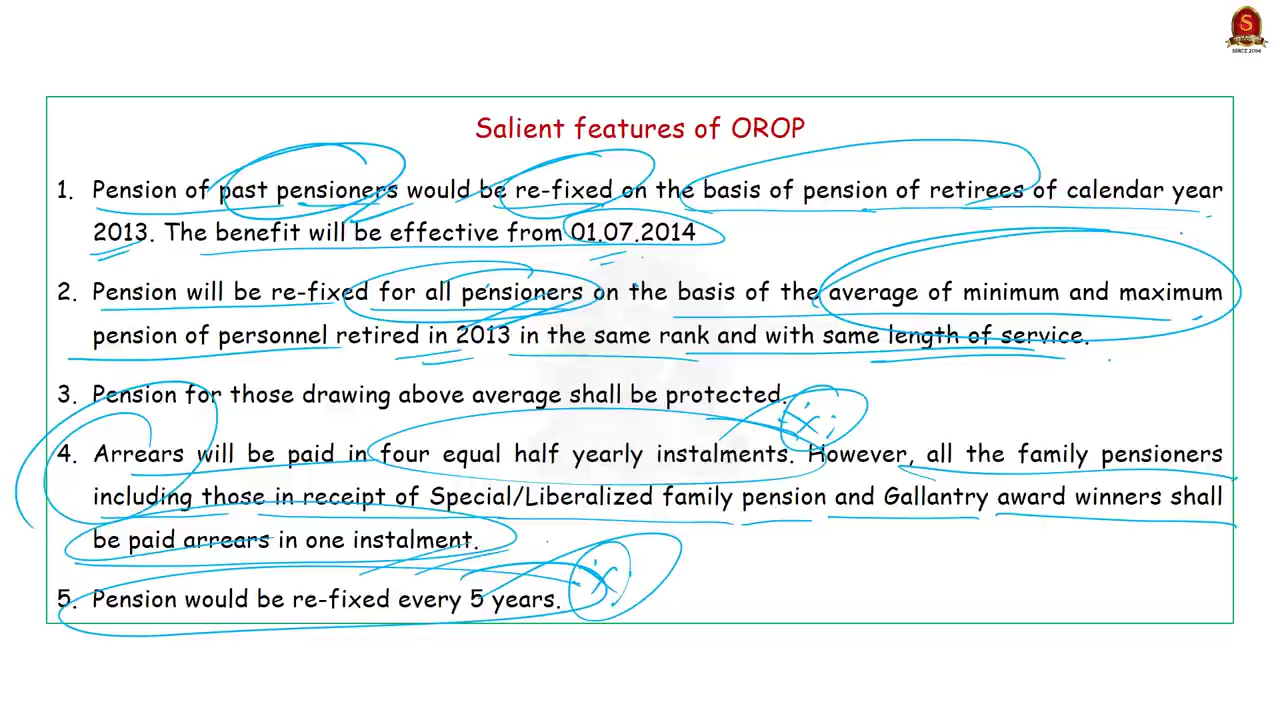 S
SINCE 2004
Salient features of OROP
1. Pension of past pensioners would be re-fixed on the basis of pension of retirees of calendar year
2013. The benefit will be effective from 01.07.2014
2. Pension will be re-fixed for all pensioners on the basis of the average of minimum and maximum
pension of personnel retired in 2013 in the same rank and with same length of service.
3. Pension for those drawing above average shall be protected.
4. Arrears will be paid in four equal half yearly instalments. However, all the family pensioners
including those in receipt of Special/Liberalized family pension and Gallantry award winners shall
be paid arrears in one instalment.
5. Pension would be re-fixed every 5 years.